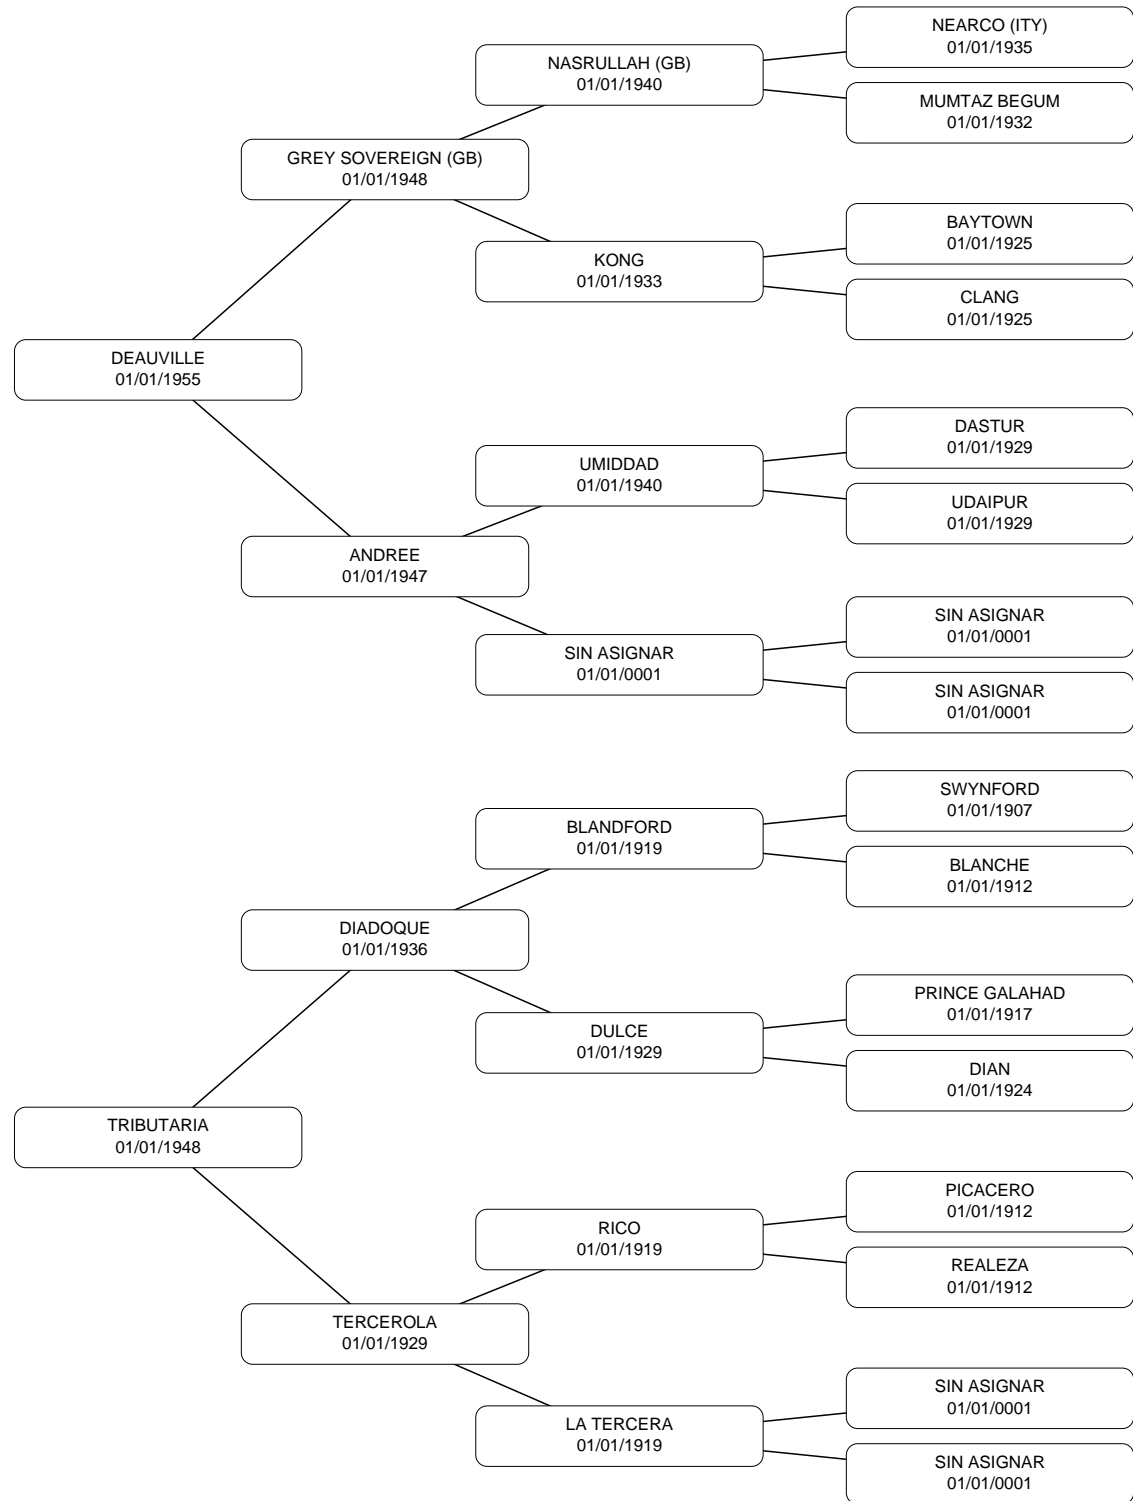 NEARCO (ITY)
01/01/1935
NASRULLAH (GB)
01/01/1940
MUMTAZ BEGUM
01/01/1932
GREY SOVEREIGN (GB)
01/01/1948
BAYTOWN
01/01/1925
KONG
01/01/1933
CLANG
01/01/1925
DEAUVILLE
01/01/1955
DASTUR
01/01/1929
UMIDDAD
01/01/1940
UDAIPUR
01/01/1929
ANDREE
01/01/1947
SIN ASIGNAR
01/01/0001
SIN ASIGNAR
01/01/0001
SIN ASIGNAR
01/01/0001
SWYNFORD
01/01/1907
BLANDFORD
01/01/1919
BLANCHE
01/01/1912
DIADOQUE
01/01/1936
PRINCE GALAHAD
01/01/1917
DULCE
01/01/1929
DIAN
01/01/1924
TRIBUTARIA
01/01/1948
PICACERO
01/01/1912
RICO
01/01/1919
REALEZA
01/01/1912
TERCEROLA
01/01/1929
SIN ASIGNAR
01/01/0001
LA TERCERA
01/01/1919
SIN ASIGNAR
01/01/0001